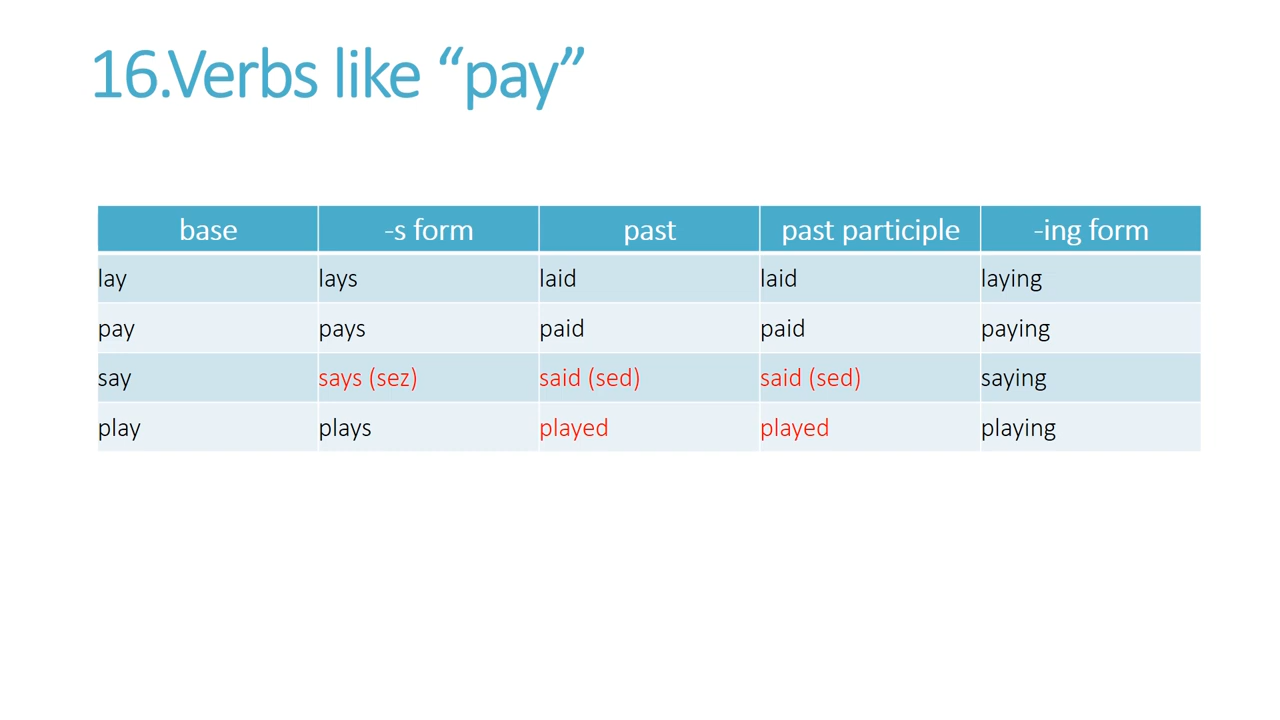 16.Verbs like “pay”
base -s form past past participle -ing form
lay lays laid laid laying
pay pays paid paid paying
say says (sez) said (sed) said (sed) saying
play plays played played playing